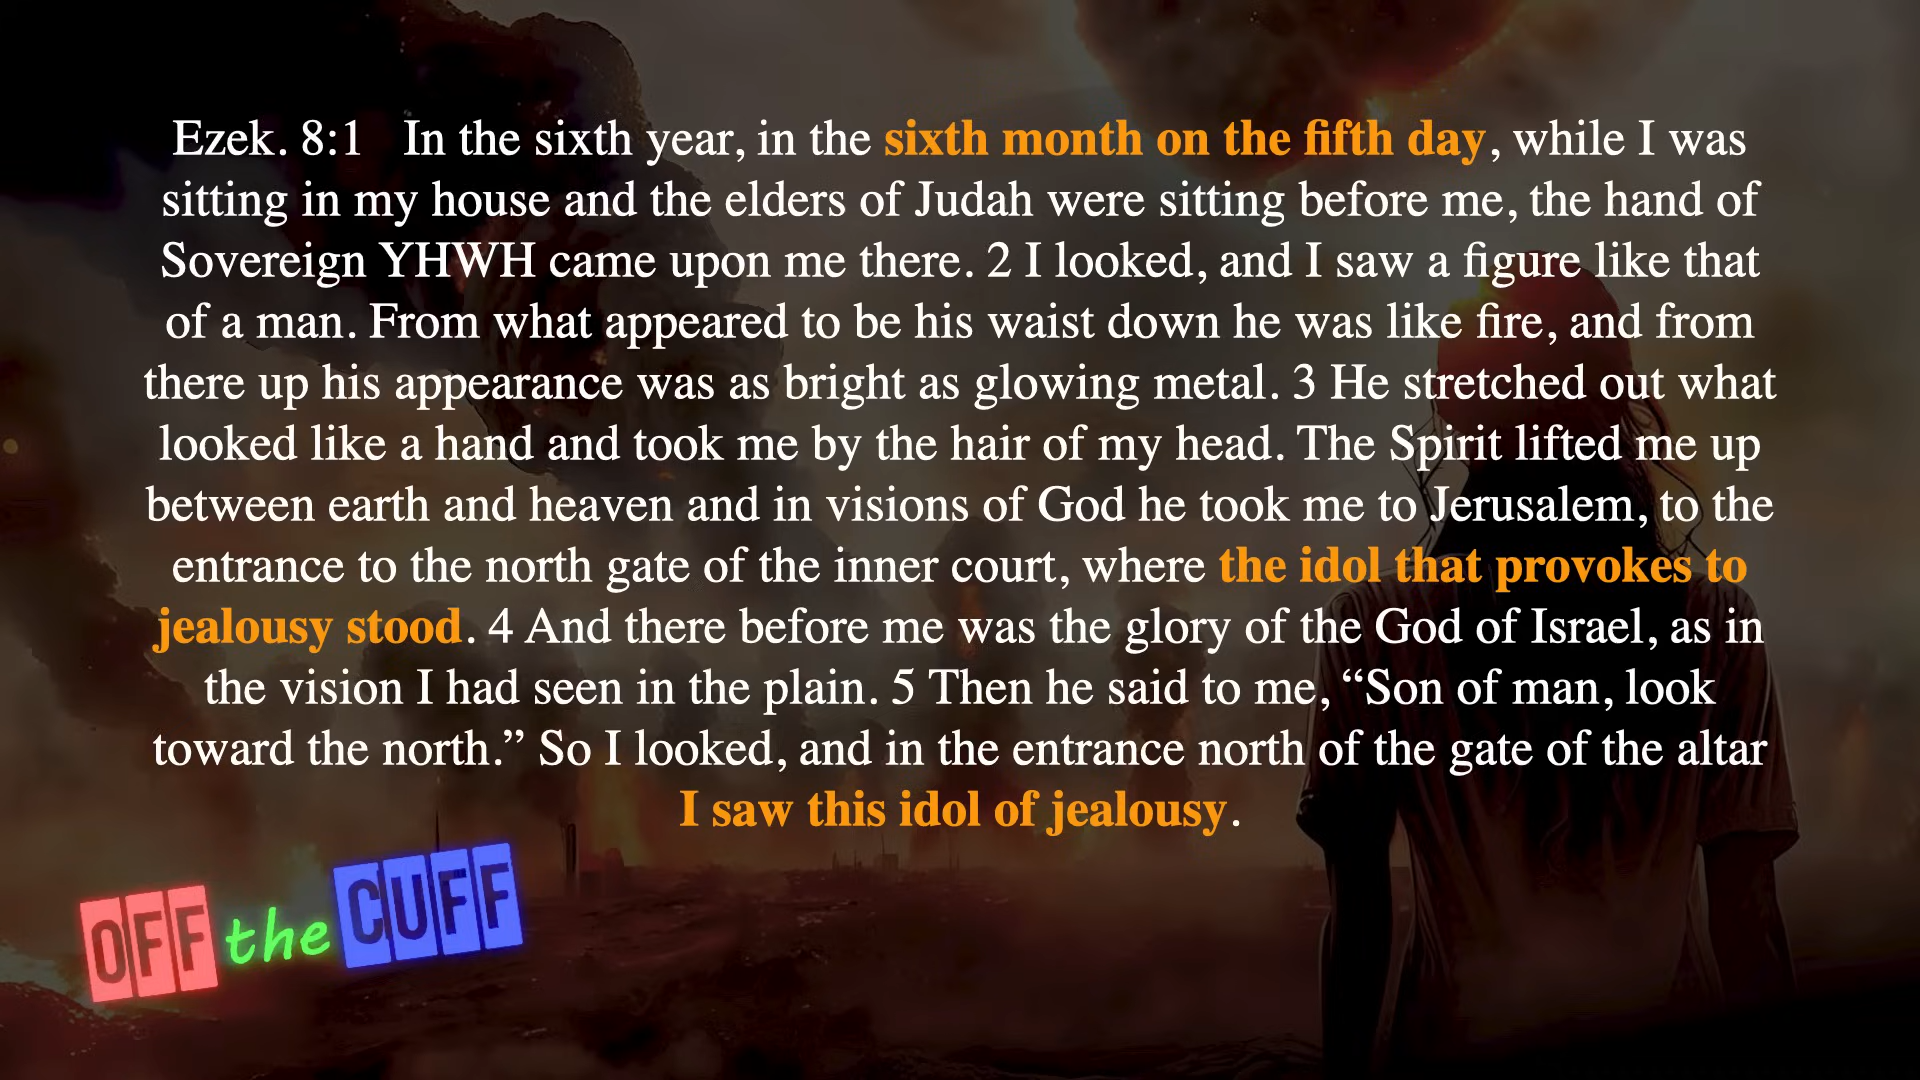 Ezek. 8:1   In the sixth year, in the sixth month on the fifth day, while I was
sitting in my house and the elders of Judah were sitting before me, the hand of
Sovereign YHWH came upon me there. 2 I looked, and I saw a figure like that
of a man. From what appeared to be his waist down he was like fire, and from
there up his appearance was as bright as glowing metal. 3 He stretched out what
looked like a hand and took me by the hair of my head. The Spirit lifted me up
between earth and heaven and in visions of God he took me to Jerusalem, to the
entrance to the north gate of the inner court, where the idol that provokes to
jealousy stood. 4 And there before me was the glory of the God of Israel, as in
the vision I had seen in the plain. 5 Then he said to me, “Son of man, look
toward the north.” So I looked, and in the entrance north of the gate of the altar
I saw this idol of jealousy.
OFF the CUFF